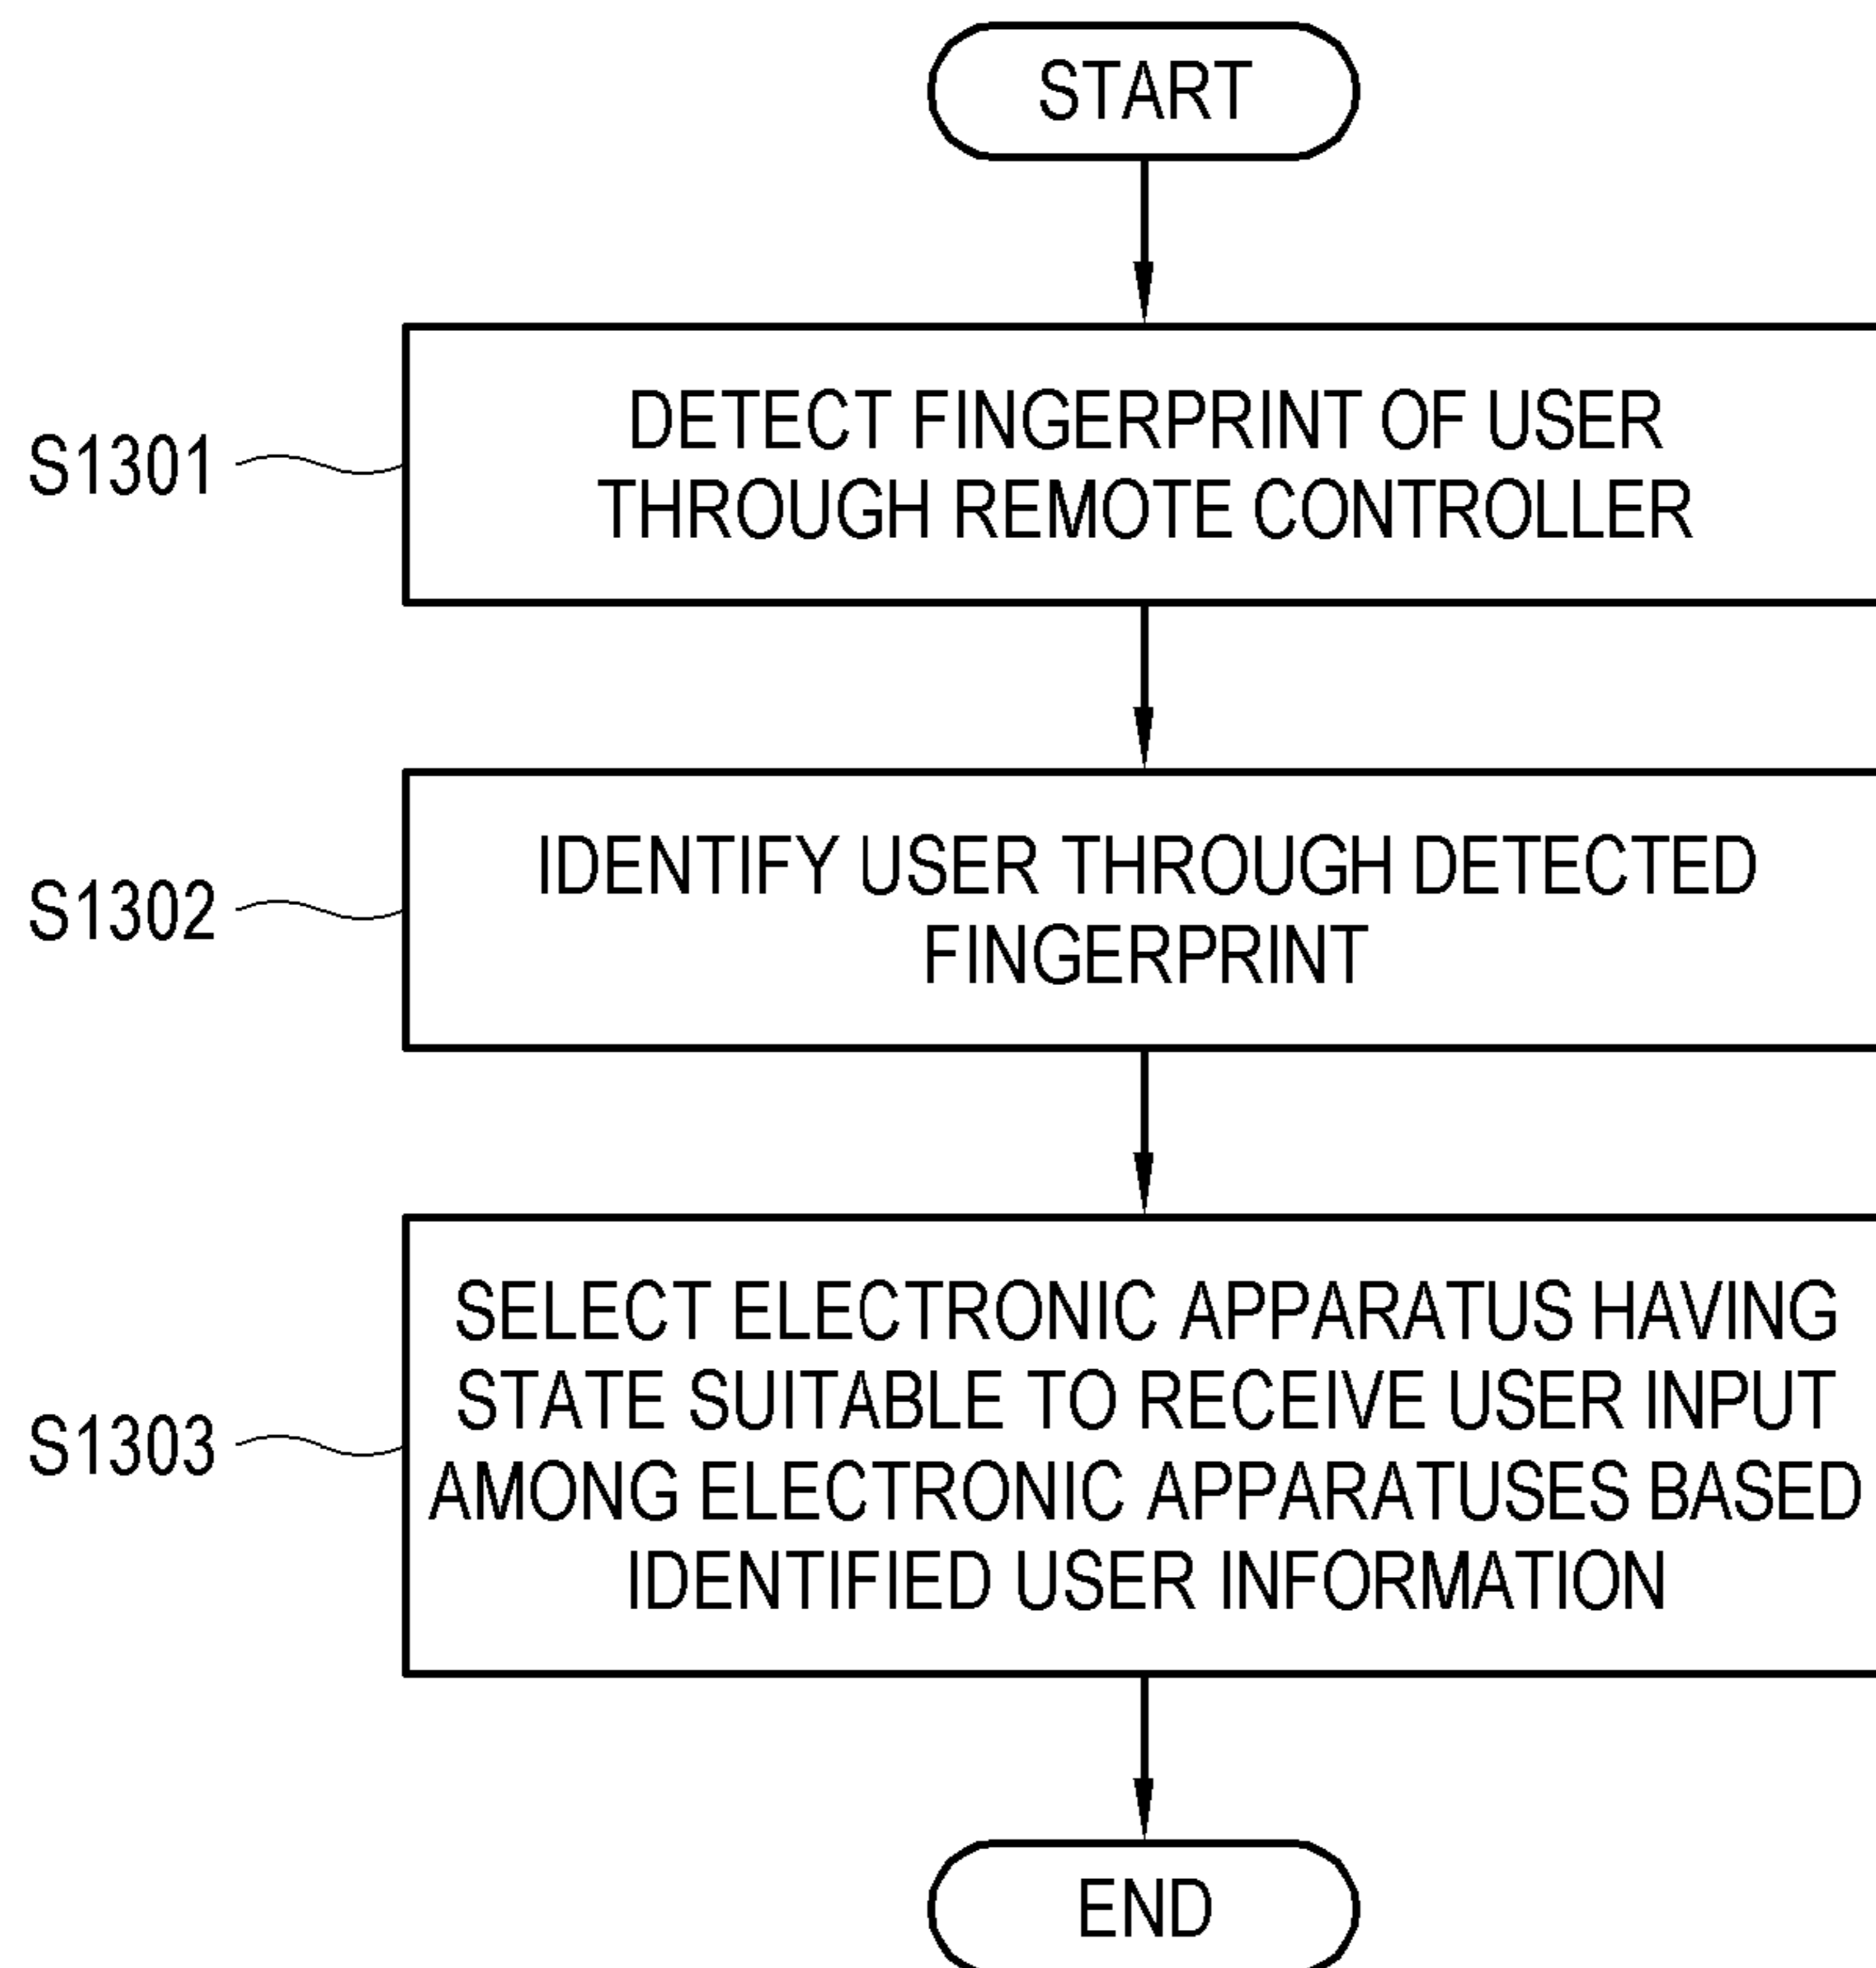 START
S1301
DETECT FINGERPRINT OF USER
THROUGH REMOTE CONTROLLER
S1302
IDENTIFY USER THROUGH DETECTED
FINGERPRINT
S1303
SELECT ELECTRONIC APPARATUS HAVING
STATE SUITABLE TO RECEIVE USER INPUT
AMONG ELECTRONIC APPARATUSES BASED
IDENTIFIED USER INFORMATION
END